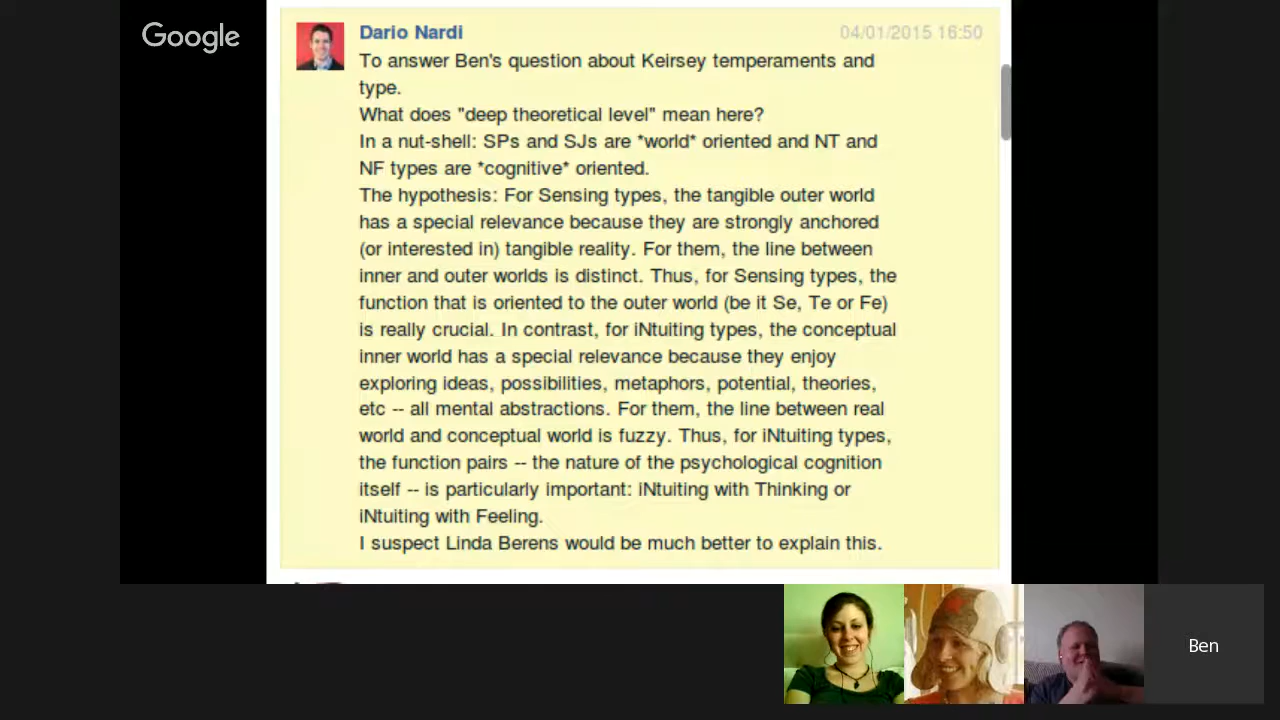 Google
Dario Nardi
04/01/2015 16:50
To answer Ben's question about Keirsey temperaments and
type.
What does "deep theoretical level" mean here?
In a nut-shell: SPs and SJs are *world* oriented and NT and
NF types are *cognitive* oriented.
The hypothesis: For Sensing types, the tangible outer world
has a special relevance because they are strongly anchored
(or interested in) tangible reality. For them, the line between
inner and outer worlds is distinct. Thus, for Sensing types, the
function that is oriented to the outer world (be it Se, Te or Fe)
is really crucial. In contrast, for iNtuiting types, the conceptual
inner world has a special relevance because they enjoy
exploring ideas, possibilities, metaphors, potential, theories,
etc -- all mental abstractions. For them, the line between real
world and conceptual world is fuzzy. Thus, for iNtuiting types,
the function pairs -- the nature of the psychological cognition
itself -- is particularly important: iNtuiting with Thinking or
iNtuiting with Feeling.
I suspect Linda Berens would be much better to explain this.
Ben